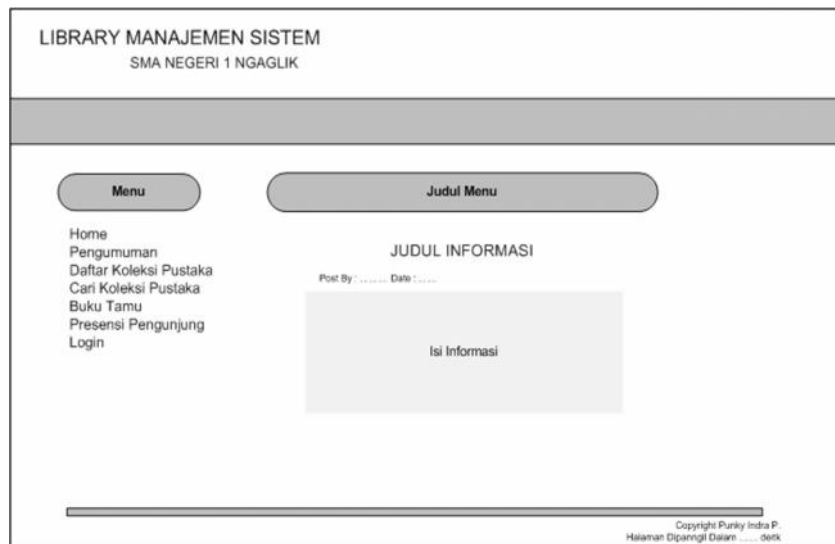 LIBRARY MANAJEMEN SISTEM
SMA NEGERI 1 NGAGLIK
Menu
Judul Menu
Home
Pengumuman
Daftar Koleksi Pustaka
Cari Koleksi Pustaka
Buku Tamu
Presensi Pengunjung
Login
JUDUL INFORMASI
Post By : ....... Date : .....
Isi Informasi
Copyright Punky Indra P.
Halaman Dipanngil Dalam ...... detik